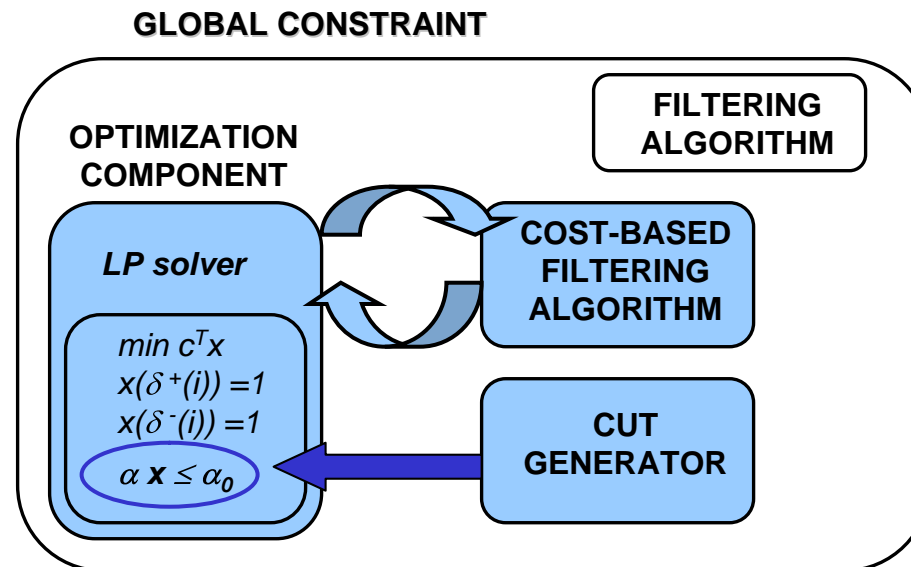 GLOBAL CONSTRAINT
FILTERING
ALGORITHM
OPTIMIZATION
COMPONENT
LP solver
min cᵀx
x(δ⁺(i)) =1
x(δ⁻(i)) =1
α x ≤ α₀
COST-BASED
FILTERING
ALGORITHM
CUT
GENERATOR